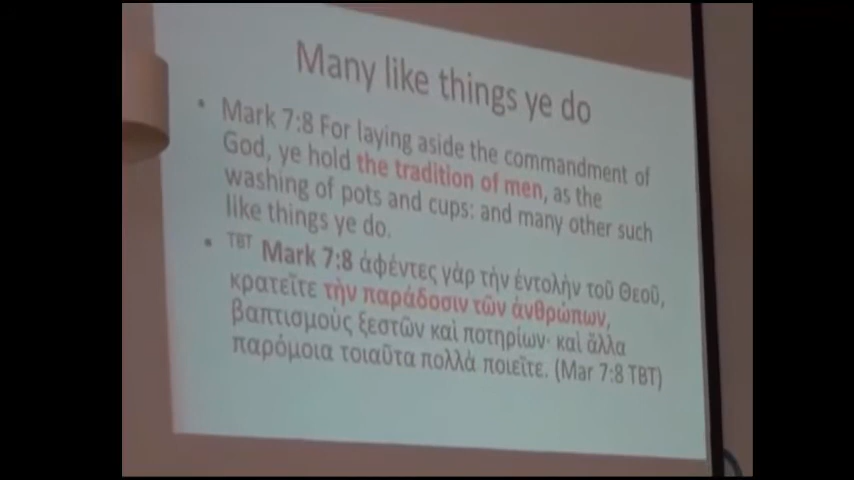 Many like things ye do
• Mark 7:8 For laying aside the commandment of
God, ye hold the tradition of men, as the
washing of pots and cups: and many other such
like things ye do.
• TBT Mark 7:8 ἀφέντες γὰρ τὴν ἐντολὴν τοῦ Θεοῦ,
κρατεῖτε τὴν παράδοσιν τῶν ἀνθρώπων,
βαπτισμοὺς ξεστῶν καὶ ποτηρίων· καὶ ἄλλα
παρόμοια τοιαῦτα πολλὰ ποιεῖτε. (Mar 7:8 TBT)